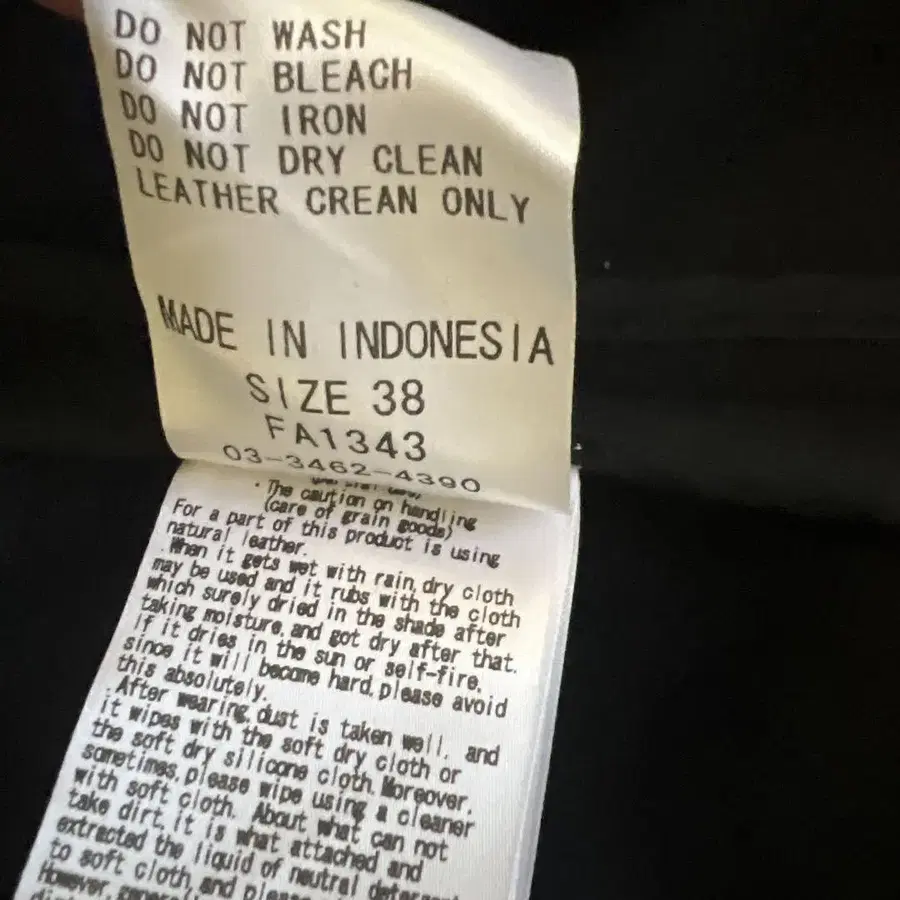 DO NOT WASH
DO NOT BLEACH
DO NOT IRON
DO NOT DRY CLEAN
LEATHER CREAN ONLY
MADE IN INDONESIA
SIZE 38
FA1343
03-3462-4390
・The caution on handling
(care of grain goods)
For a part of this product is using
natural leather.
・When it gets wet with rain, dry cloth
may be used and it rubs with the cloth
which surely dried in the shade after
taking moisture, and got dry after that.
If it dries in the sun or self-fire,
since it will become hard, please avoid
this absolutely.
・After wearing, dust is taken well, and
it wipes with the soft dry cloth or
the soft dry silicone cloth. Moreover,
sometimes, please wipe using a cleaner
with soft cloth. About what can not
take dirt, it is what attached and
extracted the liquid of neutral
to soft cloth, and
However,